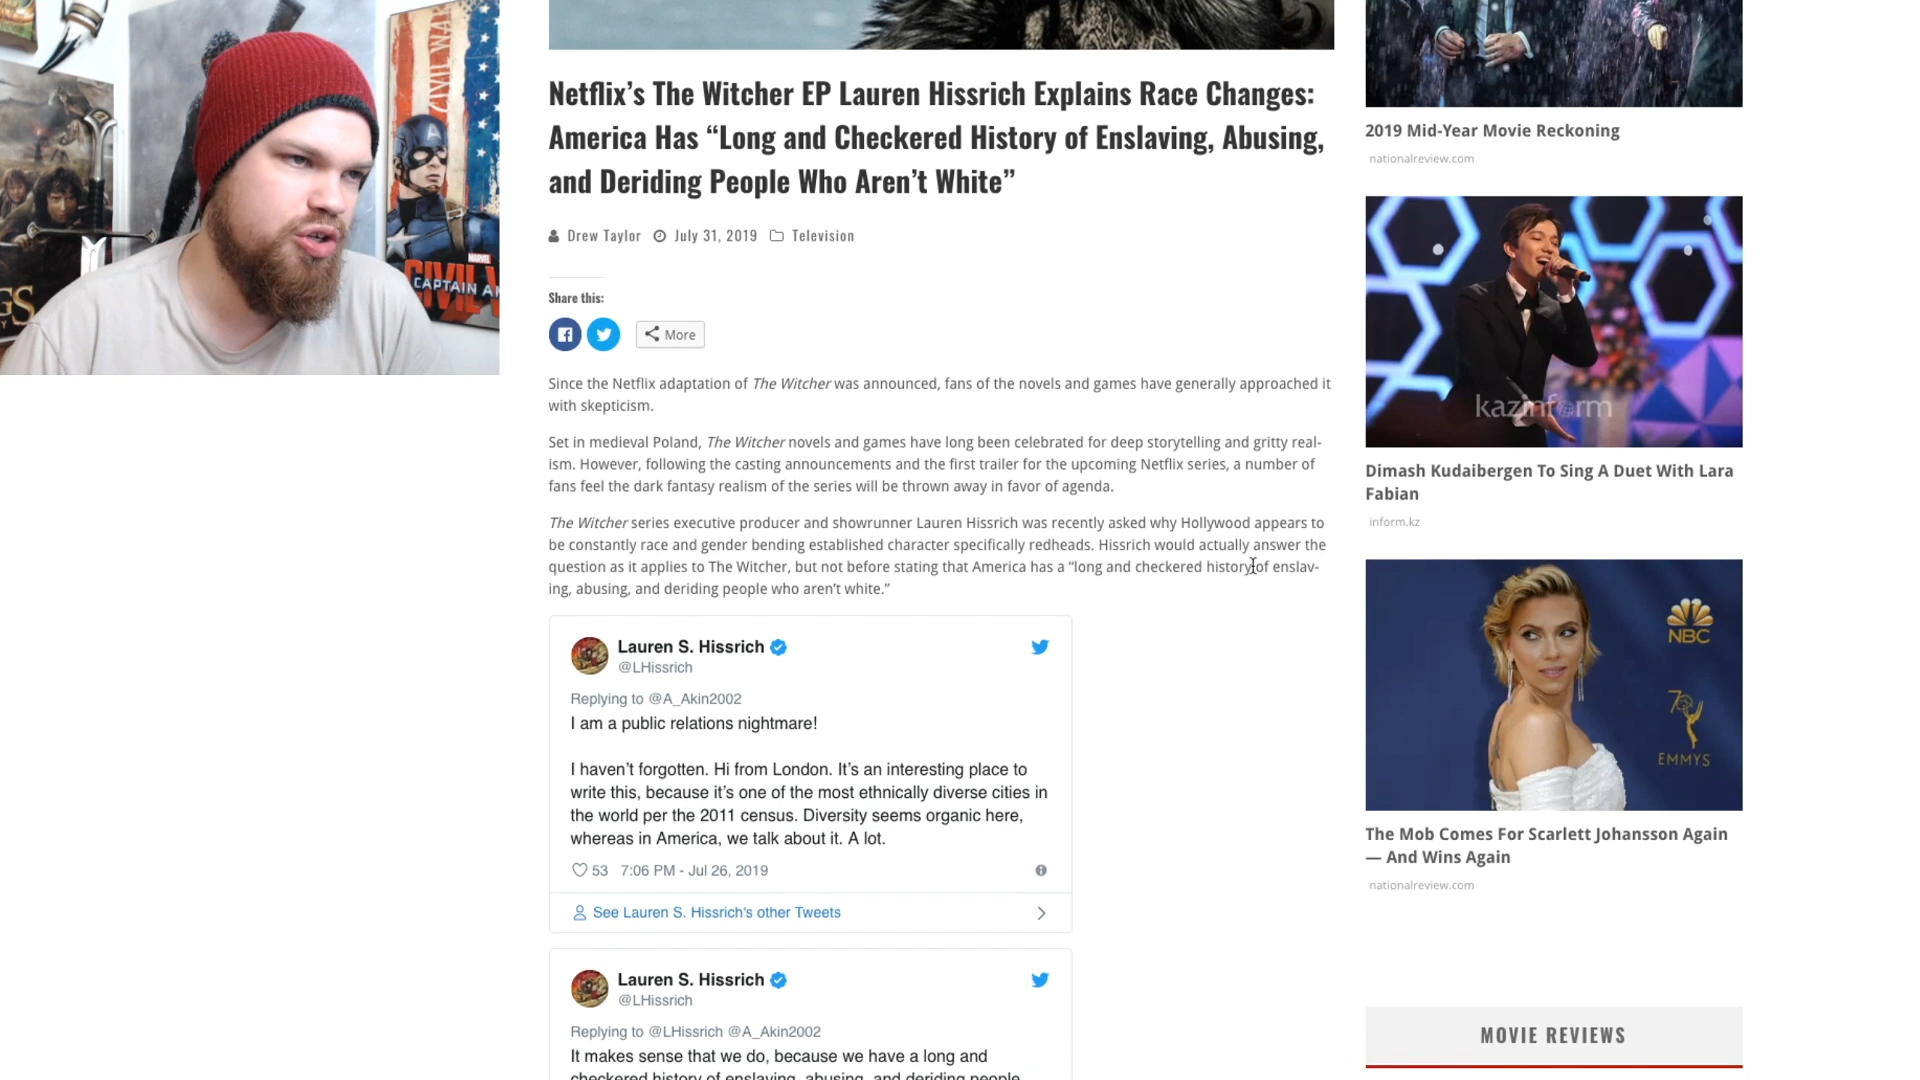 Netflix’s The Witcher EP Lauren Hissrich Explains Race Changes:
America Has “Long and Checkered History of Enslaving, Abusing,
and Deriding People Who Aren’t White”
Drew Taylor July 31, 2019 Television
Share this:
More
Since the Netflix adaptation of The Witcher was announced, fans of the novels and games have generally approached it
with skepticism.
Set in medieval Poland, The Witcher novels and games have long been celebrated for deep storytelling and gritty real-
ism. However, following the casting announcements and the first trailer for the upcoming Netflix series, a number of
fans feel the dark fantasy realism of the series will be thrown away in favor of agenda.
The Witcher series executive producer and showrunner Lauren Hissrich was recently asked why Hollywood appears to
be constantly race and gender bending established character specifically redheads. Hissrich would actually answer the
question as it applies to The Witcher, but not before stating that America has a “long and checkered history of enslav-
ing, abusing, and deriding people who aren’t white.”
Lauren S. Hissrich
@LHissrich
Replying to @A_Akin2002
I am a public relations nightmare!
I haven’t forgotten. Hi from London. It’s an interesting place to
write this, because it’s one of the most ethnically diverse cities in
the world per the 2011 census. Diversity seems organic here,
whereas in America, we talk about it. A lot.
53 7:06 PM - Jul 26, 2019
See Lauren S. Hissrich's other Tweets
Lauren S. Hissrich
@LHissrich
Replying to @LHissrich @A_Akin2002
It makes sense that we do, because we have a long and
checkered history of enslaving, abusing, and deriding people
2019 Mid-Year Movie Reckoning
nationalreview.com
kazinform
Dimash Kudaibergen To Sing A Duet With Lara
Fabian
inform.kz
NBC
EMMYS
The Mob Comes For Scarlett Johansson Again
— And Wins Again
nationalreview.com
MOVIE REVIEWS
CIVIL WAR
MARVEL
CAPTAIN A
CIVIL
GS